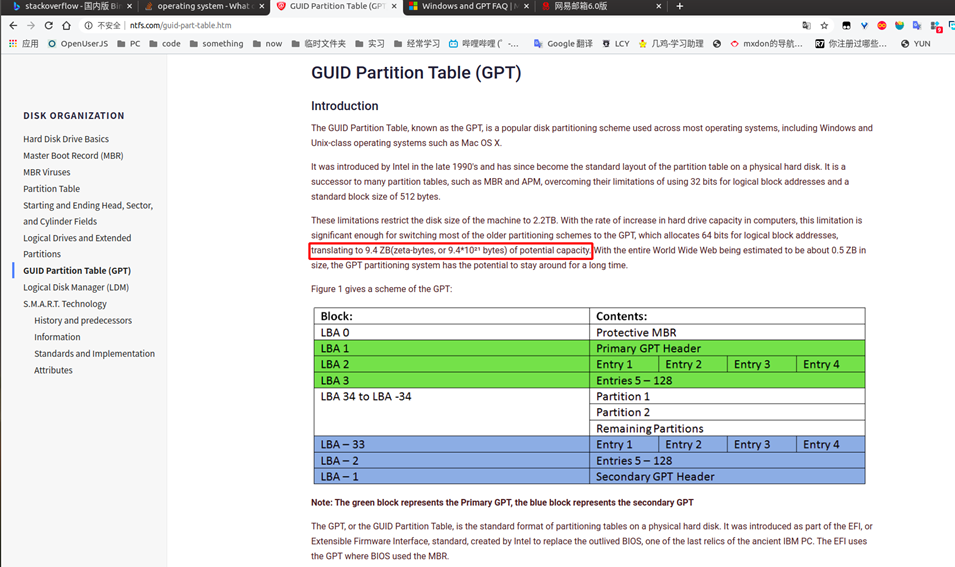 stackoverflow - 国内版 Bin
operating system - What
GUID Partition Table (GPT)
Windows and GPT FAQ |
网易邮箱6.0版
不安全 | ntfs.com/guid-part-table.htm
应用 OpenUserJS PC code something now 临时文件夹 实习 经常学习 哔哩哔哩 (゜-... Google 翻译 LCY 几鸡·学习助理 mxdon的导航... R7 你注册过哪些... YUN
9
GUID Partition Table (GPT)
Introduction
The GUID Partition Table, known as the GPT, is a popular disk partitioning scheme used across most operating systems, including Windows and
Unix-class operating systems such as Mac OS X.
It was introduced by Intel in the late 1990's and has since become the standard layout of the partition table on a physical hard disk. It is a
successor to many partition tables, such as MBR and APM, overcoming their limitations of using 32 bits for logical block addresses and a
standard block size of 512 bytes.
These limitations restrict the disk size of the machine to 2.2TB. With the rate of increase in hard drive capacity in computers, this limitation is
significant enough for switching most of the older partitioning schemes to the GPT, which allocates 64 bits for logical block addresses,
translating to 9.4 ZB(zeta-bytes, or 9.4*10²¹ bytes) of potential capacity. With the entire World Wide Web being estimated to be about 0.5 ZB in
size, the GPT partitioning system has the potential to stay around for a long time.
Figure 1 gives a scheme of the GPT:
Block: Contents:
LBA 0 Protective MBR
LBA 1 Primary GPT Header
LBA 2 Entry 1 Entry 2 Entry 3 Entry 4
LBA 3 Entries 5 – 128
LBA 34 to LBA -34 Partition 1
Partition 2
Remaining Partitions
LBA – 33 Entry 1 Entry 2 Entry 3 Entry 4
LBA – 2 Entries 5 – 128
LBA – 1 Secondary GPT Header
Note: The green block represents the Primary GPT, the blue block represents the secondary GPT
The GPT, or the GUID Partition Table, is the standard format of partitioning tables on a physical hard disk. It was introduced as part of the EFI, or
Extensible Firmware Interface, standard, created by Intel to replace the outlived BIOS, one of the last relics of the ancient IBM PC. The EFI uses
the GPT where BIOS used the MBR.
DISK ORGANIZATION
Hard Disk Drive Basics
Master Boot Record (MBR)
MBR Viruses
Partition Table
Starting and Ending Head, Sector,
and Cylinder Fields
Logical Drives and Extended
Partitions
GUID Partition Table (GPT)
Logical Disk Manager (LDM)
S.M.A.R.T. Technology
History and predecessors
Information
Standards and Implementation
Attributes